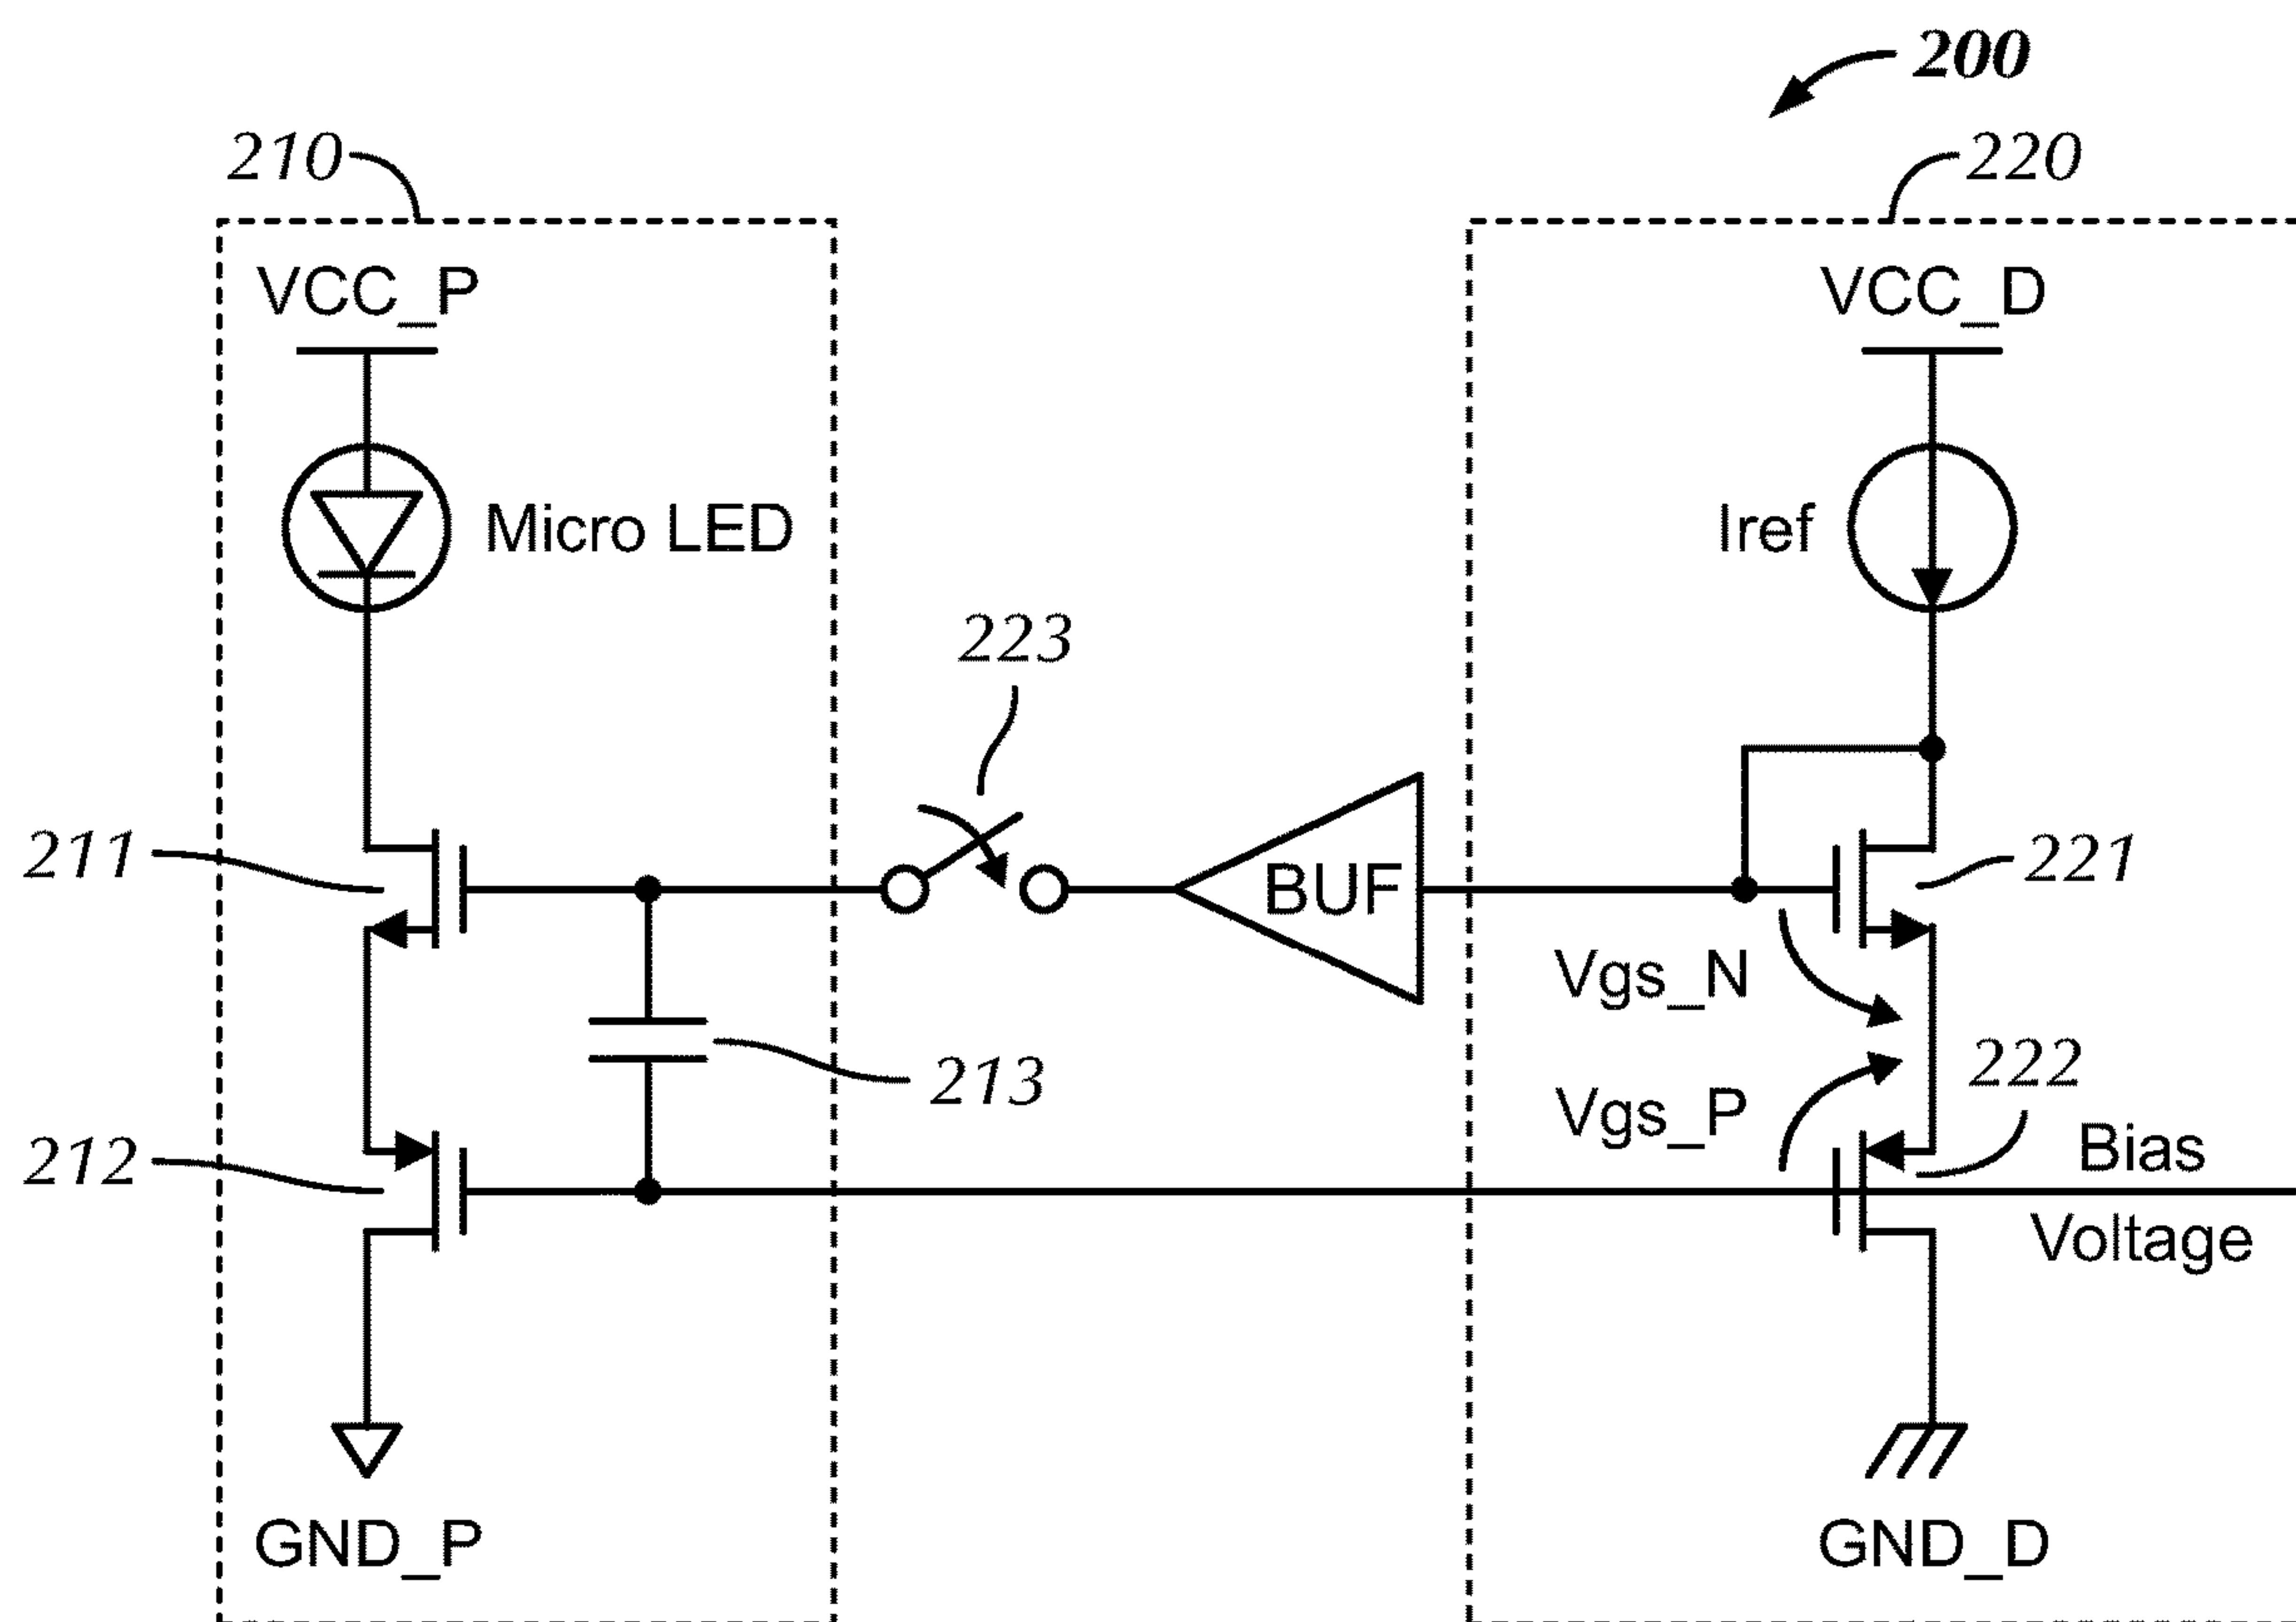 200
210
220
VCC_P
VCC_D
Micro LED
Iref
223
211
BUF
221
Vgs_N
213
222
Vgs_P
Bias
212
Voltage
GND_P
GND_D